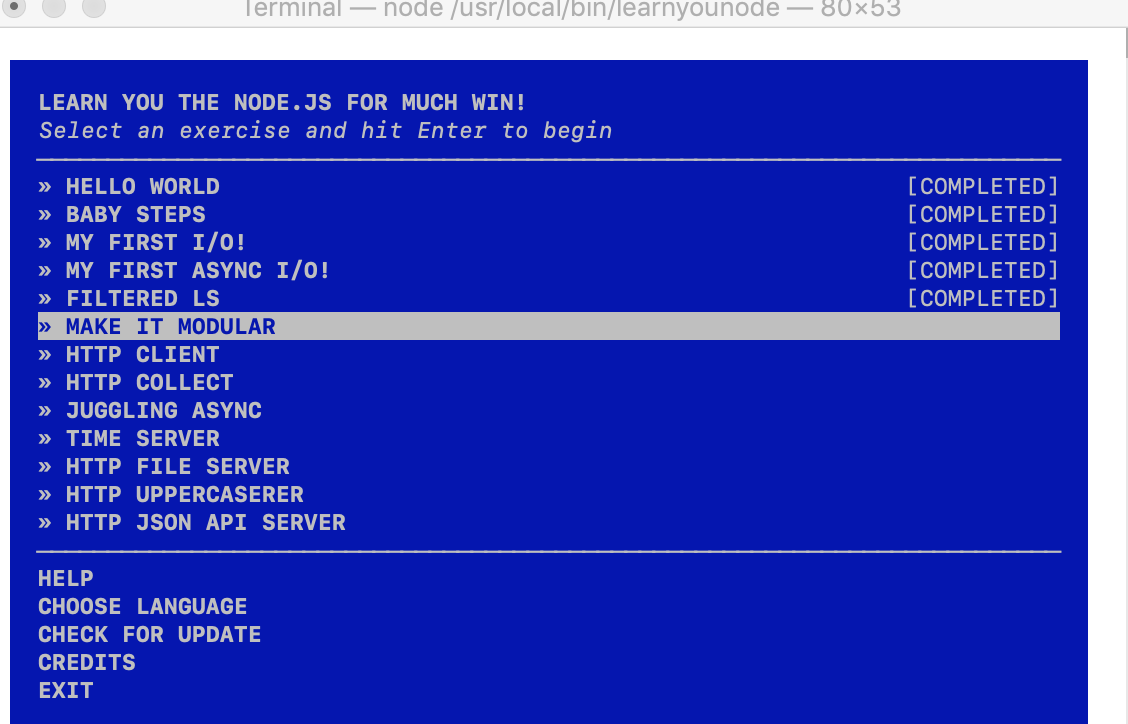 Terminal — node /usr/local/bin/learnyounode — 80×53
LEARN YOU THE NODE.JS FOR MUCH WIN!
Select an exercise and hit Enter to begin
» HELLO WORLD [COMPLETED]
» BABY STEPS [COMPLETED]
» MY FIRST I/O! [COMPLETED]
» MY FIRST ASYNC I/O! [COMPLETED]
» FILTERED LS [COMPLETED]
» MAKE IT MODULAR
» HTTP CLIENT
» HTTP COLLECT
» JUGGLING ASYNC
» TIME SERVER
» HTTP FILE SERVER
» HTTP UPPERCASERER
» HTTP JSON API SERVER
HELP
CHOOSE LANGUAGE
CHECK FOR UPDATE
CREDITS
EXIT